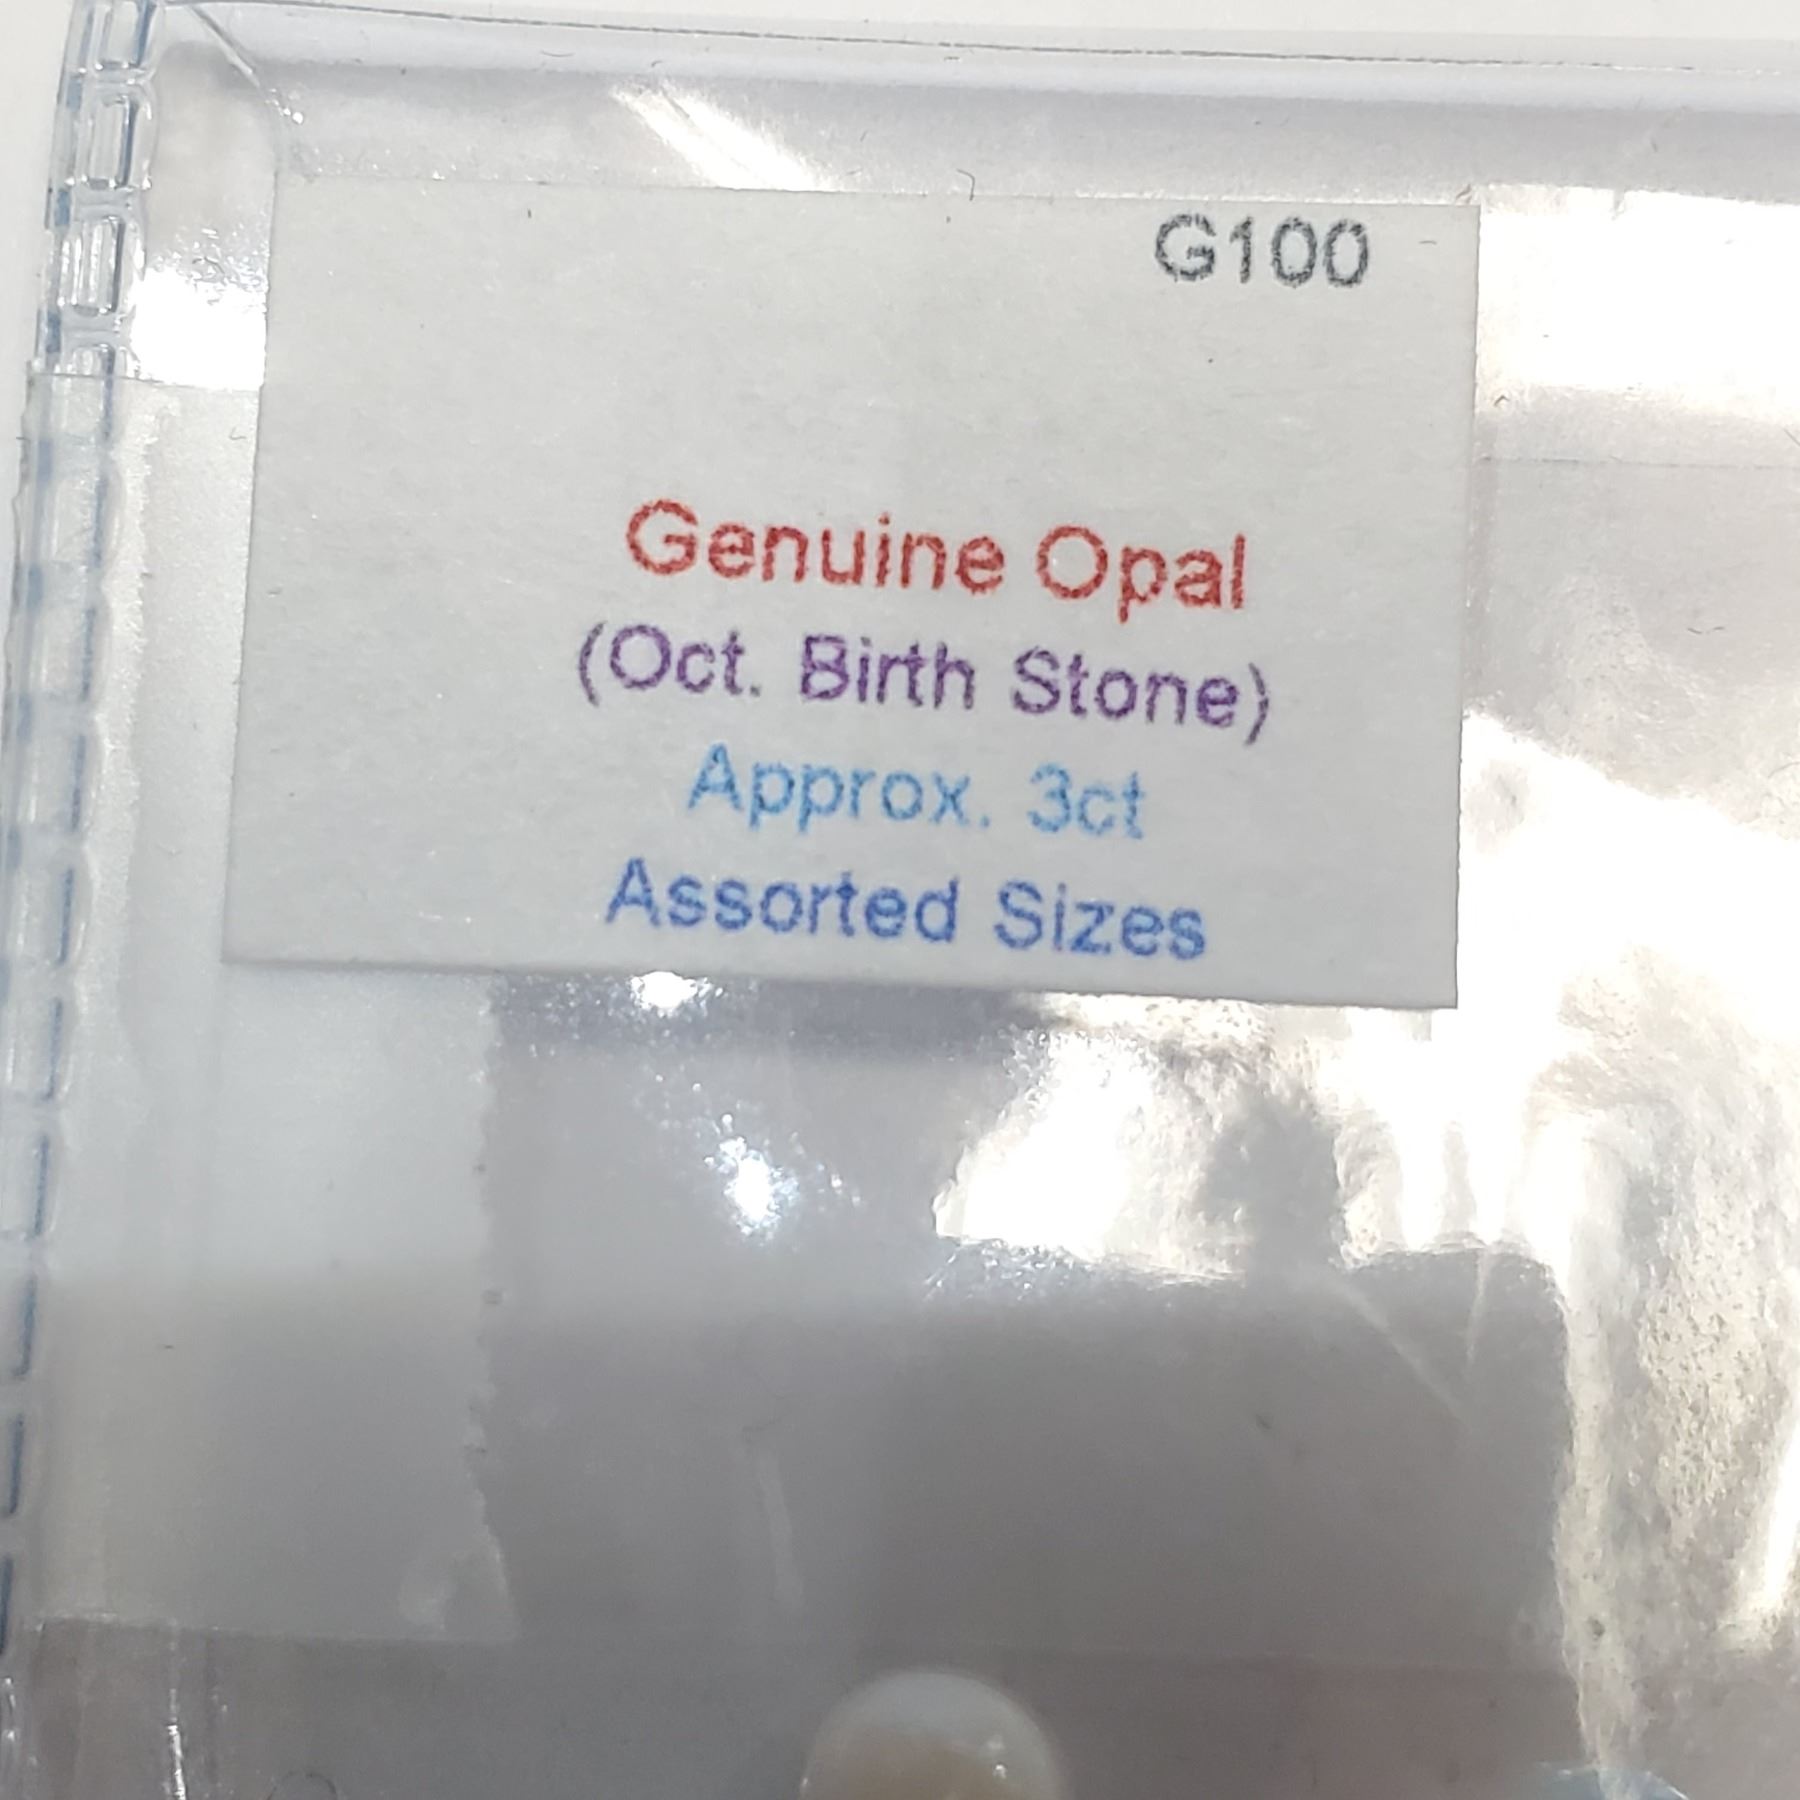 G100
Genuine Opal
(Oct. Birth Stone)
Approx. 3ct
Assorted Sizes